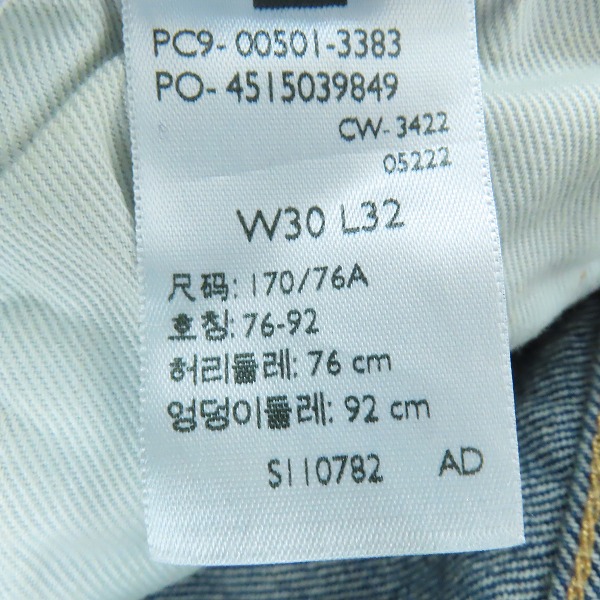 PC9-00501-3383
PO-4515039849
CW-3422
05222
W30 L32
尺码: 170/76A
호칭: 76-92
허리둘레: 76 cm
엉덩이둘레: 92 cm
S110782 AD